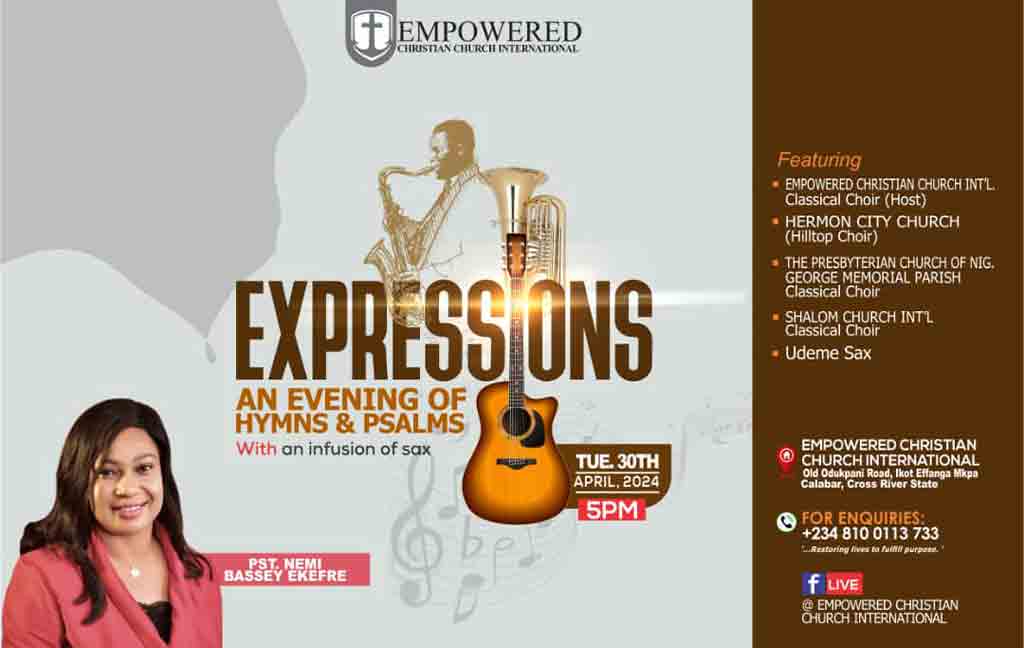 EMPOWERED
CHRISTIAN CHURCH INTERNATIONAL
EXPRESSIONS
AN EVENING OF
HYMNS & PSALMS
With an infusion of sax
TUE. 30TH
APRIL, 2024
5PM
PST. NEMI
BASSEY EKEFRE
Featuring
EMPOWERED CHRISTIAN CHURCH INT'L.
Classical Choir (Host)
HERMON CITY CHURCH
(Hilltop Choir)
THE PRESBYTERIAN CHURCH OF NIG.
GEORGE MEMORIAL PARISH
Classical Choir
SHALOM CHURCH INT'L
Classical Choir
Udeme Sax
EMPOWERED CHRISTIAN
CHURCH INTERNATIONAL
Old Odukpani Road, Ikot Effanga Mkpa
Calabar, Cross River State
FOR ENQUIRIES:
+234 810 0113 733
'...Restoring lives to fulfill purpose. '
f LIVE
@ EMPOWERED CHRISTIAN
CHURCH INTERNATIONAL